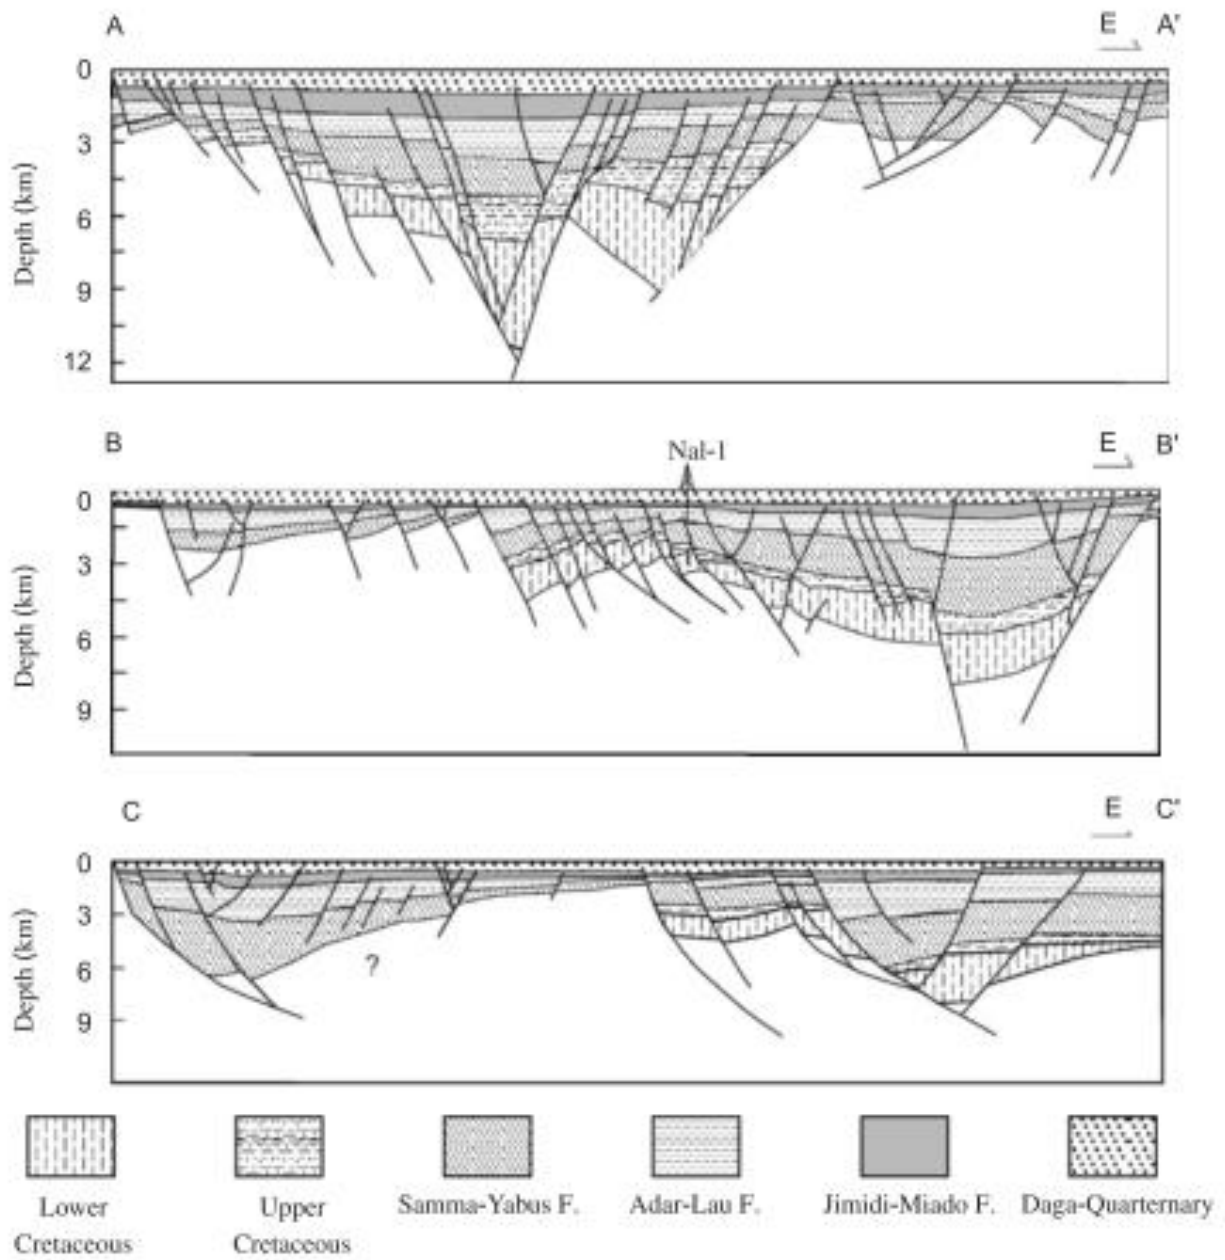 A E A'
0
3
6
9
12
Depth (km)
B Nal-1 E B'
0
3
6
9
Depth (km)
C E C'
0
3
6
9
Depth (km)
?
Lower Cretaceous
Upper Cretaceous
Samma-Yabus F.
Adar-Lau F.
Jimidi-Miado F.
Daga-Quarternary